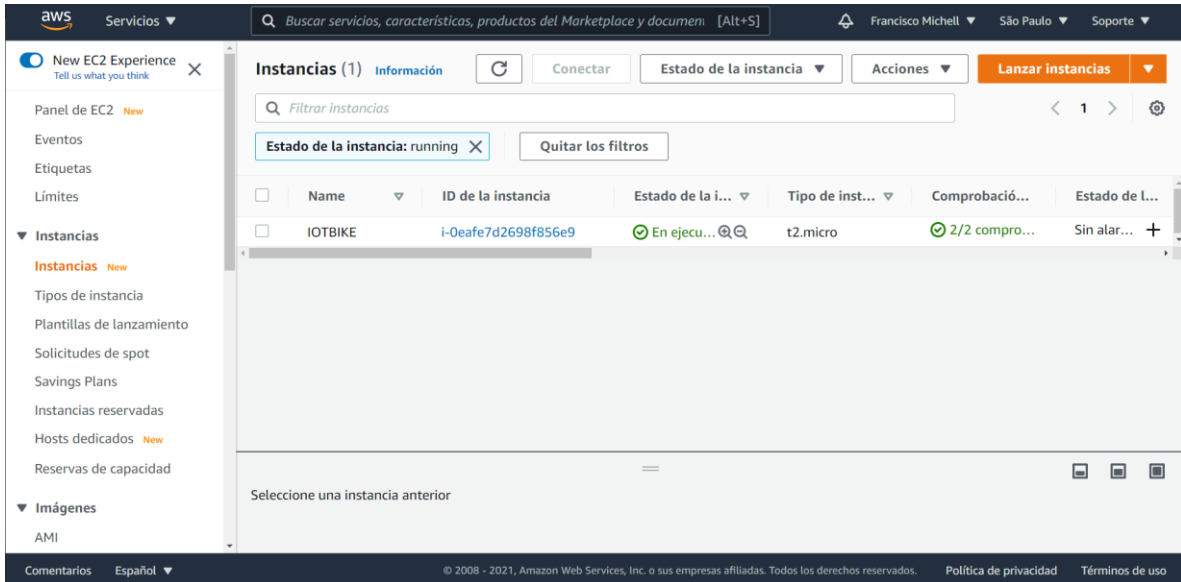 aws Servicios ▼ Buscar servicios, características, productos del Marketplace y documen [Alt+S] Francisco Michell ▼ São Paulo ▼ Soporte ▼
New EC2 Experience
Tell us what you think
Panel de EC2 New
Eventos
Etiquetas
Límites
▼ Instancias
Instancias New
Tipos de instancia
Plantillas de lanzamiento
Solicitudes de spot
Savings Plans
Instancias reservadas
Hosts dedicados New
Reservas de capacidad
▼ Imágenes
AMI
Instancias (1) Información Conectar Estado de la instancia ▼ Acciones ▼ Lanzar instancias ▼
Filtrar instancias < 1 >
Estado de la instancia: running Quitar los filtros
Name ID de la instancia Estado de la i... Tipo de inst... Comprobació... Estado de l...
IOTBIKE i-0eafe7d2698f856e9 En ejecu... t2.micro 2/2 compro... Sin alar... +
Seleccione una instancia anterior
Comentarios Español ▼ © 2008 - 2021, Amazon Web Services, Inc. o sus empresas afiliadas. Todos los derechos reservados. Política de privacidad Términos de uso